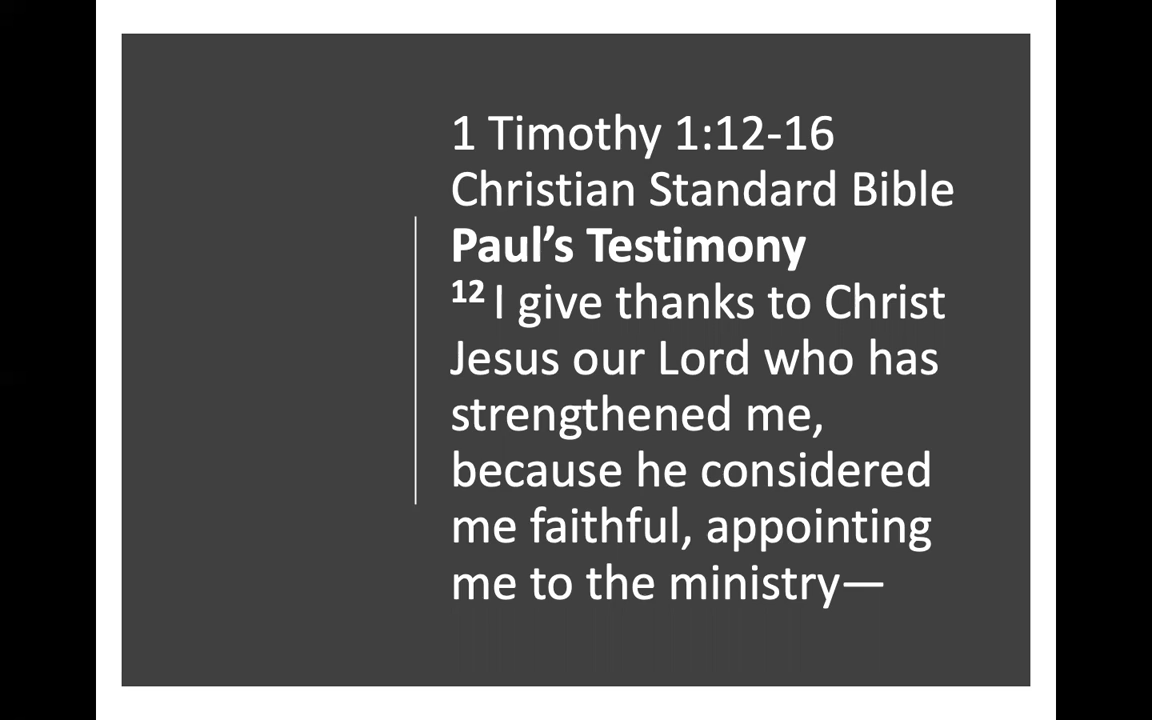 1 Timothy 1:12-16
Christian Standard Bible
Paul’s Testimony
12 I give thanks to Christ
Jesus our Lord who has
strengthened me,
because he considered
me faithful, appointing
me to the ministry—